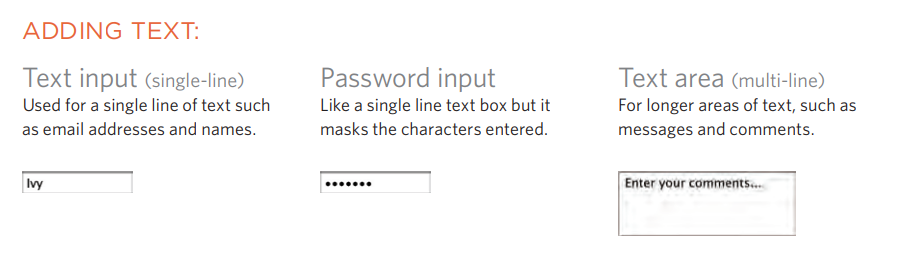 ADDING TEXT:
Text input (single-line)
Used for a single line of text such
as email addresses and names.
Ivy
Password input
Like a single line text box but it
masks the characters entered.
•••••••
Text area (multi-line)
For longer areas of text, such as
messages and comments.
Enter your comments...